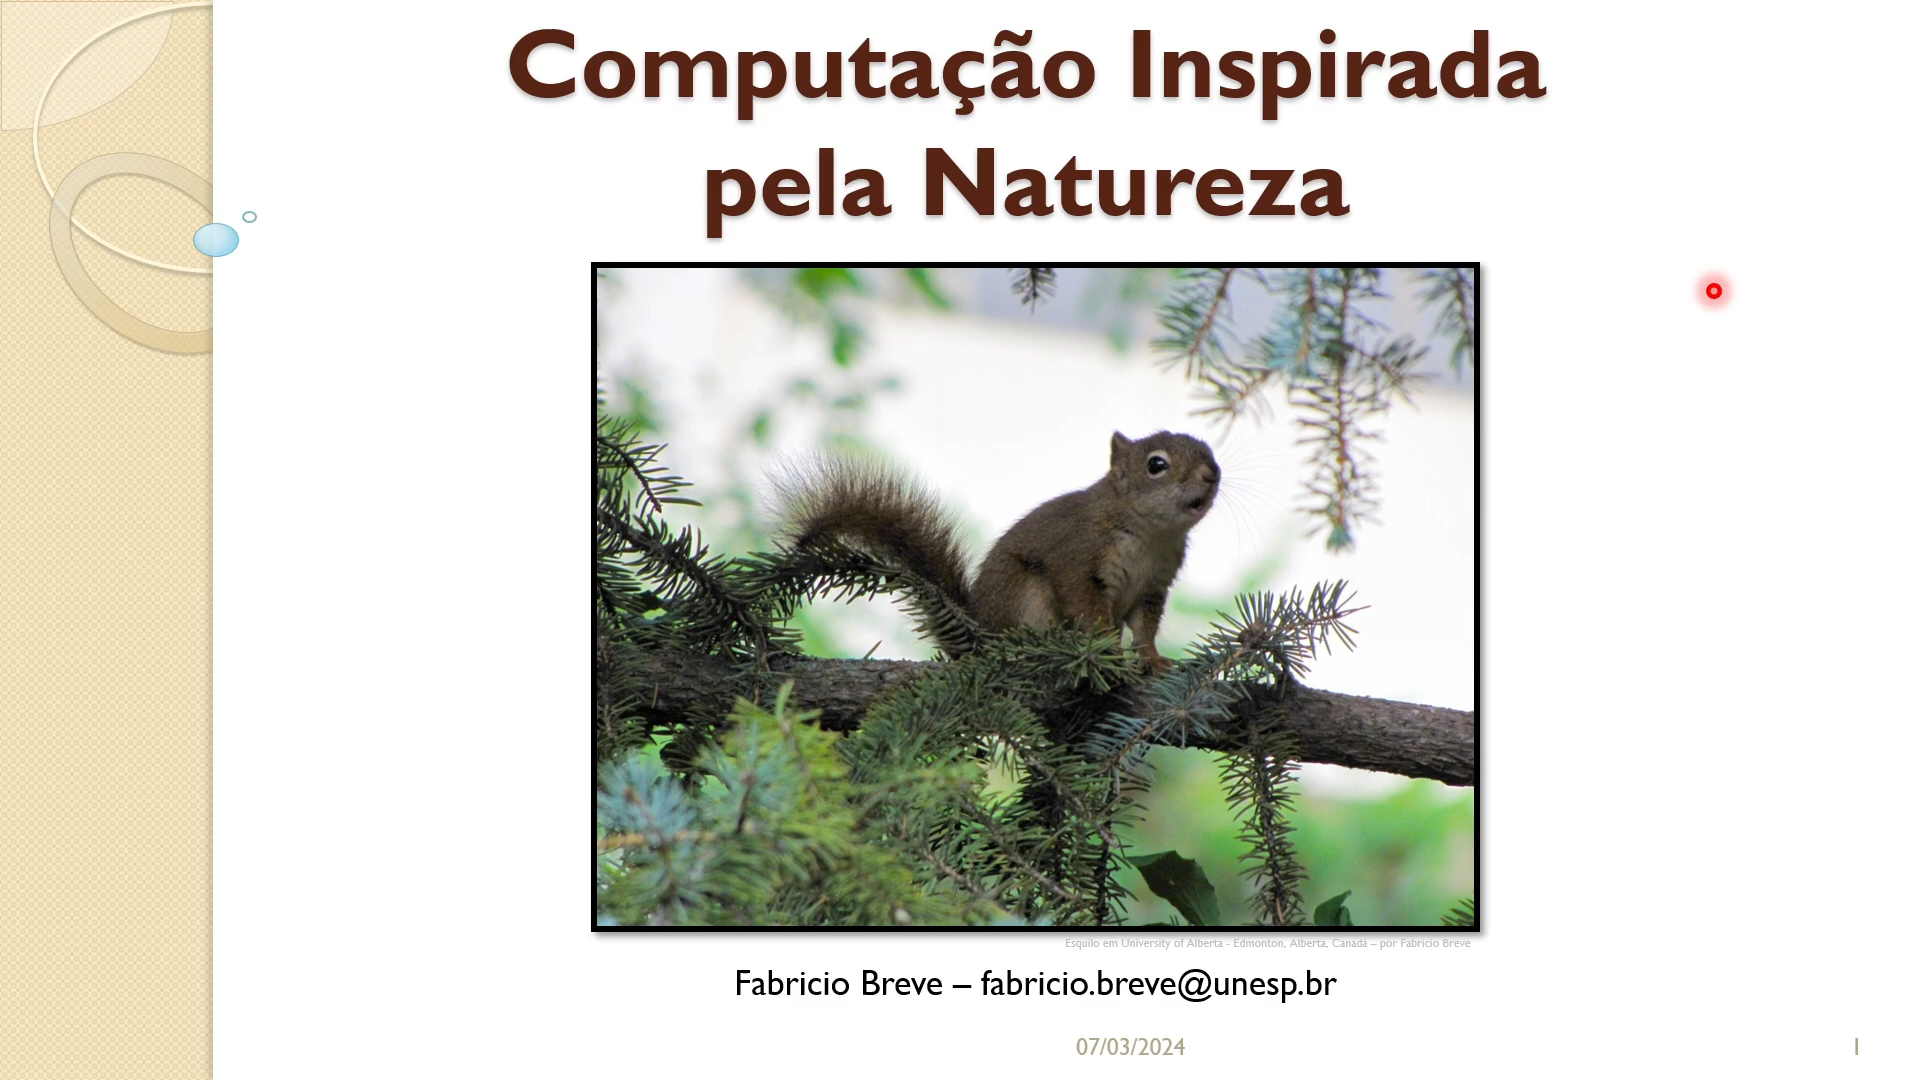 Computação Inspirada
pela Natureza
Esquilo em University of Alberta - Edmonton, Alberta, Canadá – por Fabricio Breve
Fabricio Breve – fabricio.breve@unesp.br
07/03/2024
1